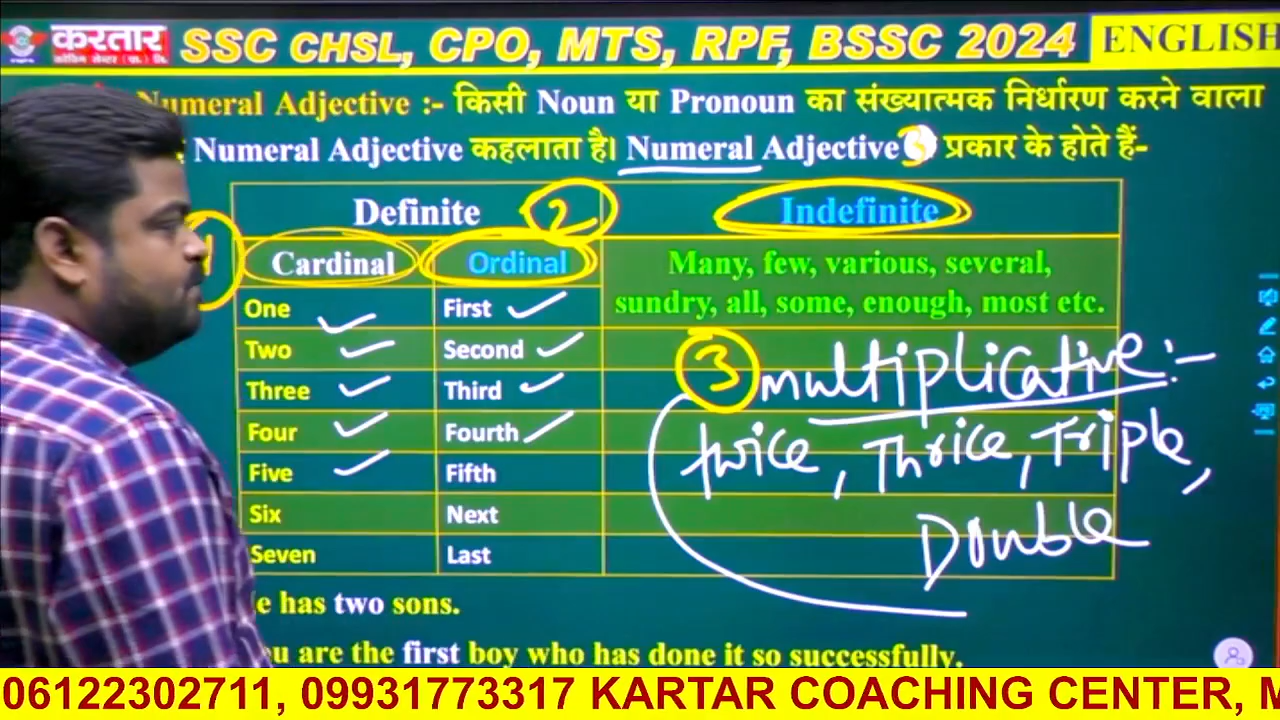 करतार SSC CHSL, CPO, MTS, RPF, BSSC 2024 ENGLISH
Numeral Adjective :- किसी Noun या Pronoun का संख्यात्मक निर्धारण करने वाला
Numeral Adjective कहलाता है। Numeral Adjective प्रकार के होते हैं-
Definite 2 Indefinite
1 Cardinal Ordinal Many, few, various, several,
sundry, all, some, enough, most etc.
One First
Two Second
3 multiplicative :-
Three Third
Four Fourth
twice, Thrice, Triple,
Five Fifth
Six Next
Double
Seven Last
e has two sons.
ou are the first boy who has done it so successfully.
06122302711, 09931773317 KARTAR COACHING CENTER, M